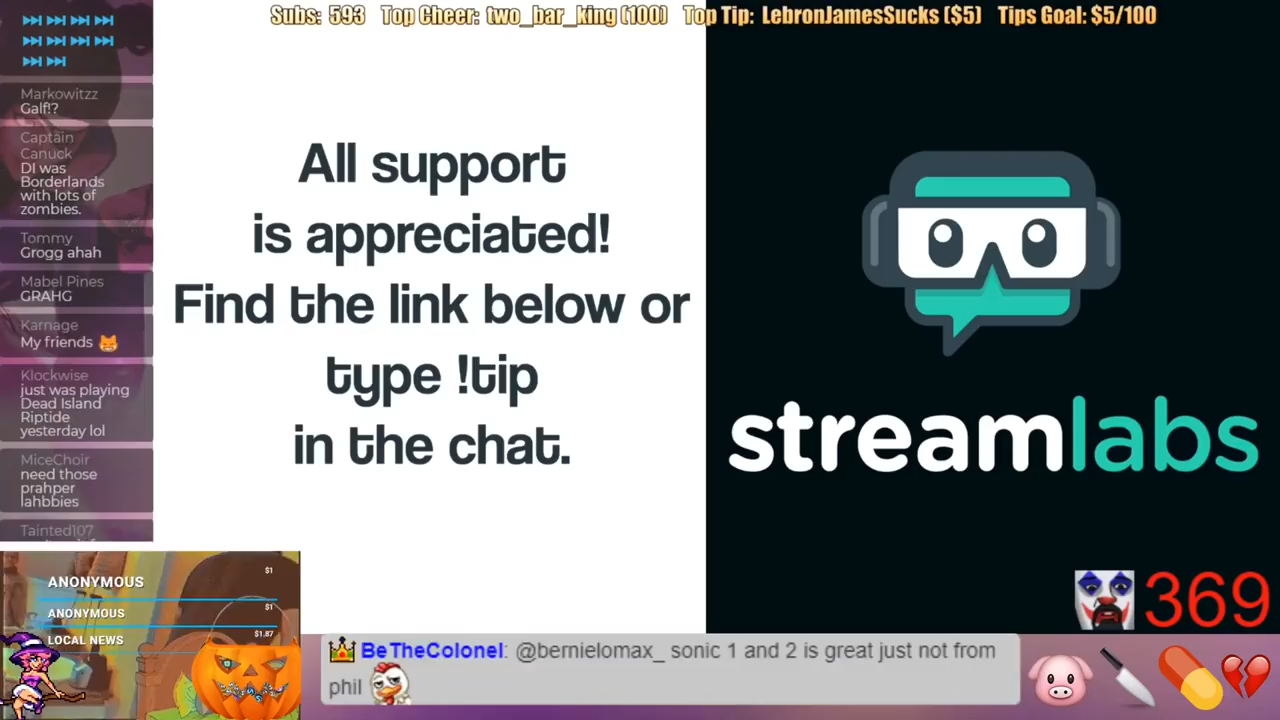 Subs: 593 Top Cheer: two_bar_king (100) Top Tip: LebronJamesSucks ($5) Tips Goal: $5/100
Markowitzz
Galf!?
Captain
Canuck
DI was
Borderlands
with lots of
zombies.
Tommy
Grogg ahah
Mabel Pines
GRAHG
Karnage
My friends
Klockwise
just was playing
Dead Island
Riptide
yesterday lol
MiceChoir
need those
prahper
lahbbies
Tainted107
All support
is appreciated!
Find the link below or
type !tip
in the chat.
streamlabs
369
ANONYMOUS $1
ANONYMOUS $1
LOCAL NEWS $1.87
BeTheColonel: @bernielomax_ sonic 1 and 2 is great just not from
phil